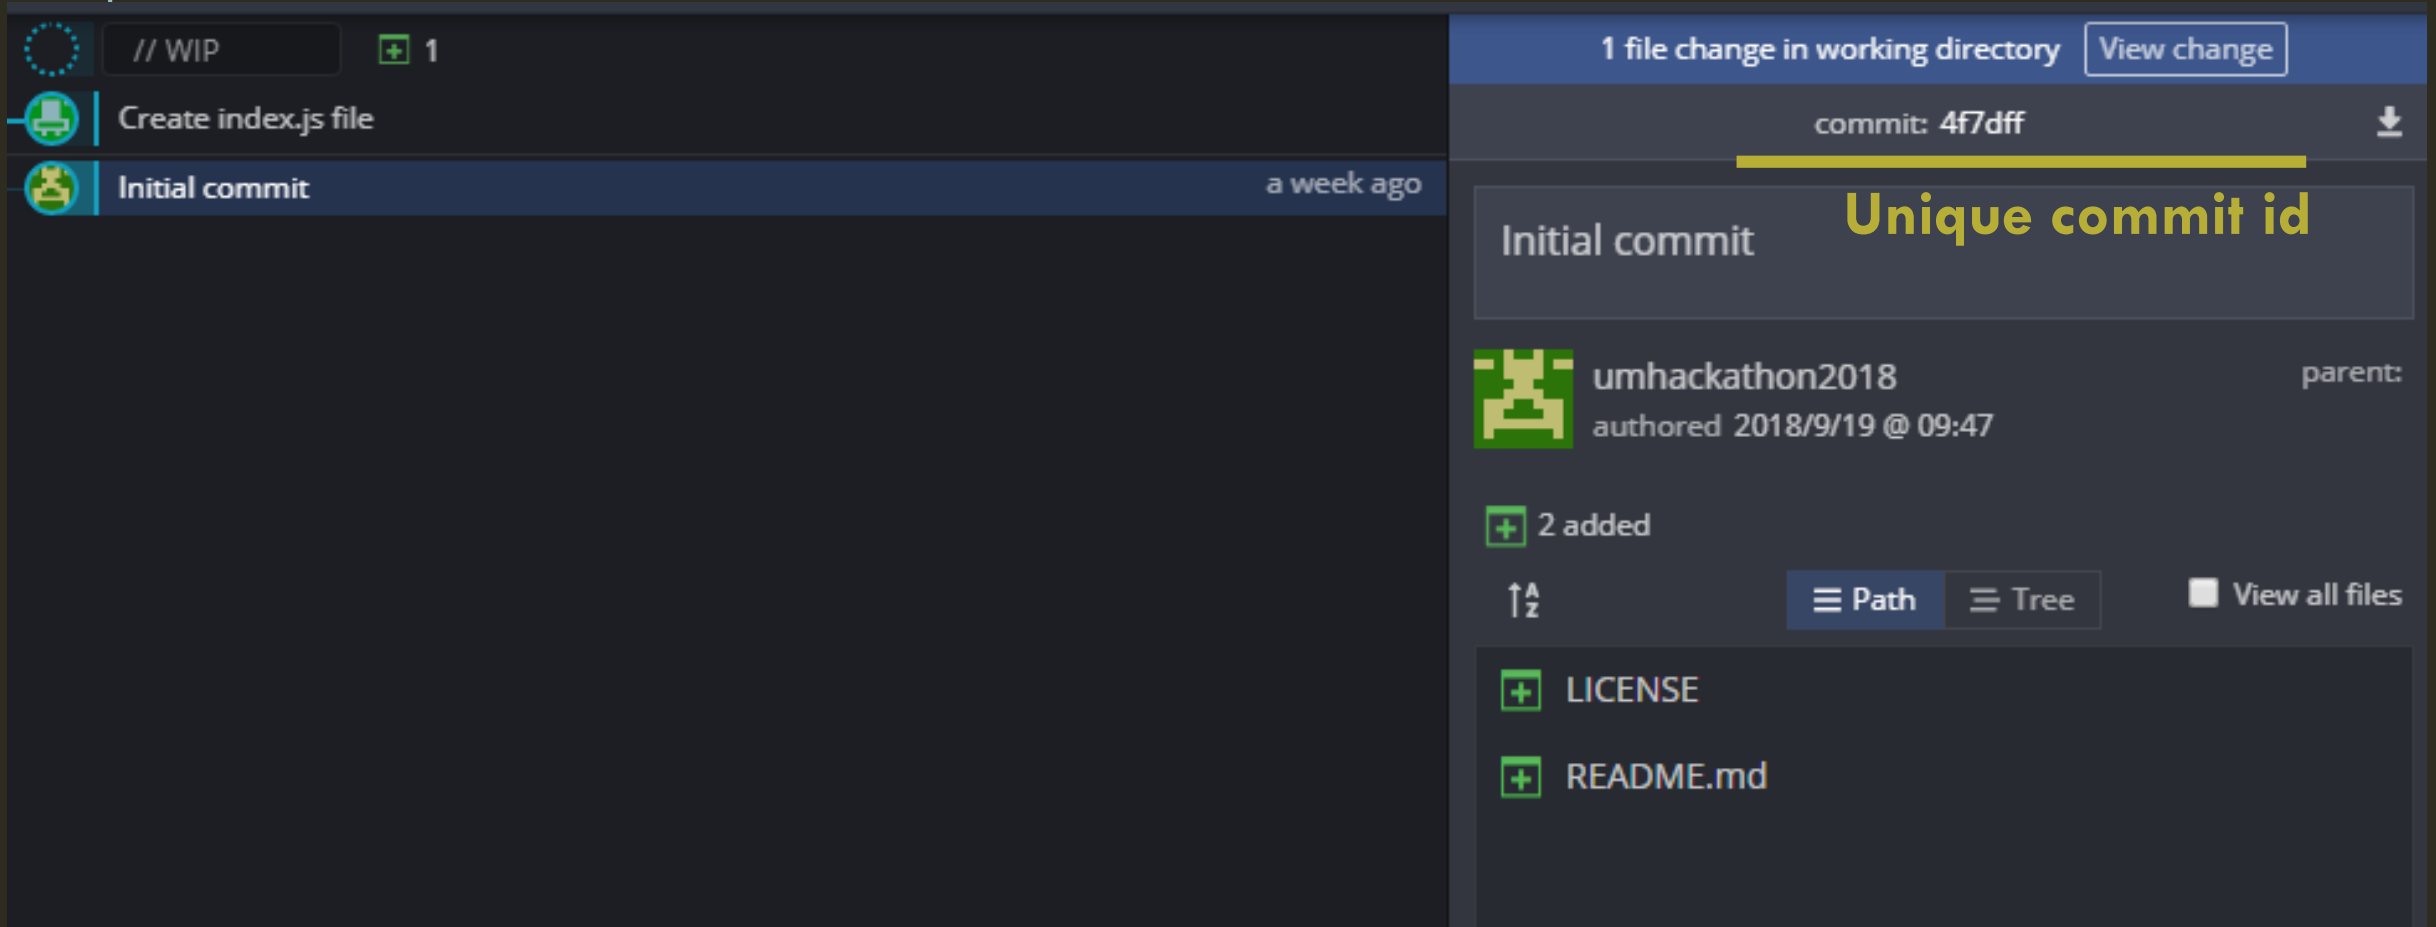 // WIP
1
Create index.js file
Initial commit
a week ago
1 file change in working directory
View change
commit: 4f7dff
Unique commit id
Initial commit
umhackathon2018
parent:
authored 2018/9/19 @ 09:47
2 added
A
Z
Path
Tree
View all files
LICENSE
README.md